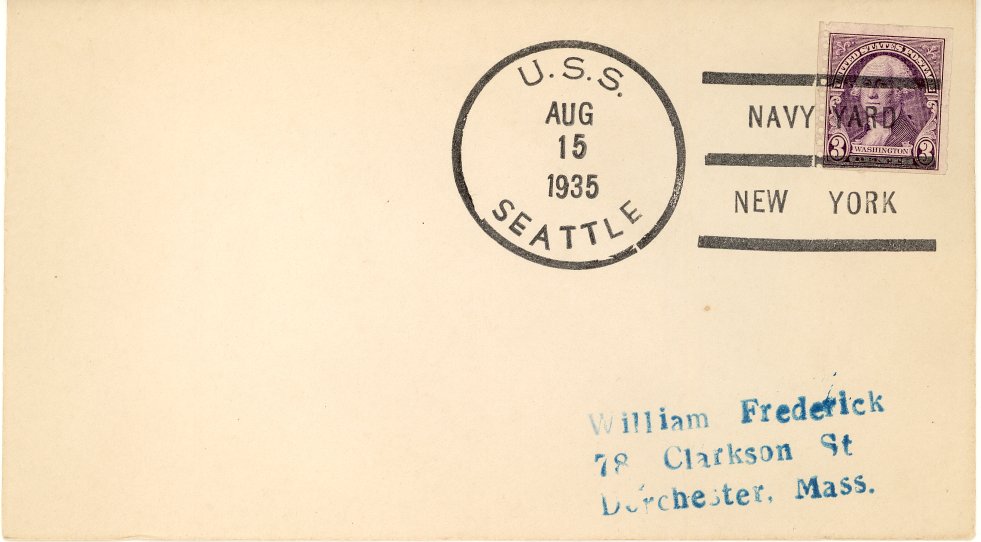 U.S.S.
AUG
15
1935
SEATTLE
NAVY YARD
NEW YORK
UNITED STATES POSTAGE
3 WASHINGTON 3
CENTS
William Frederick
78 Clarkson St
Dorchester, Mass.